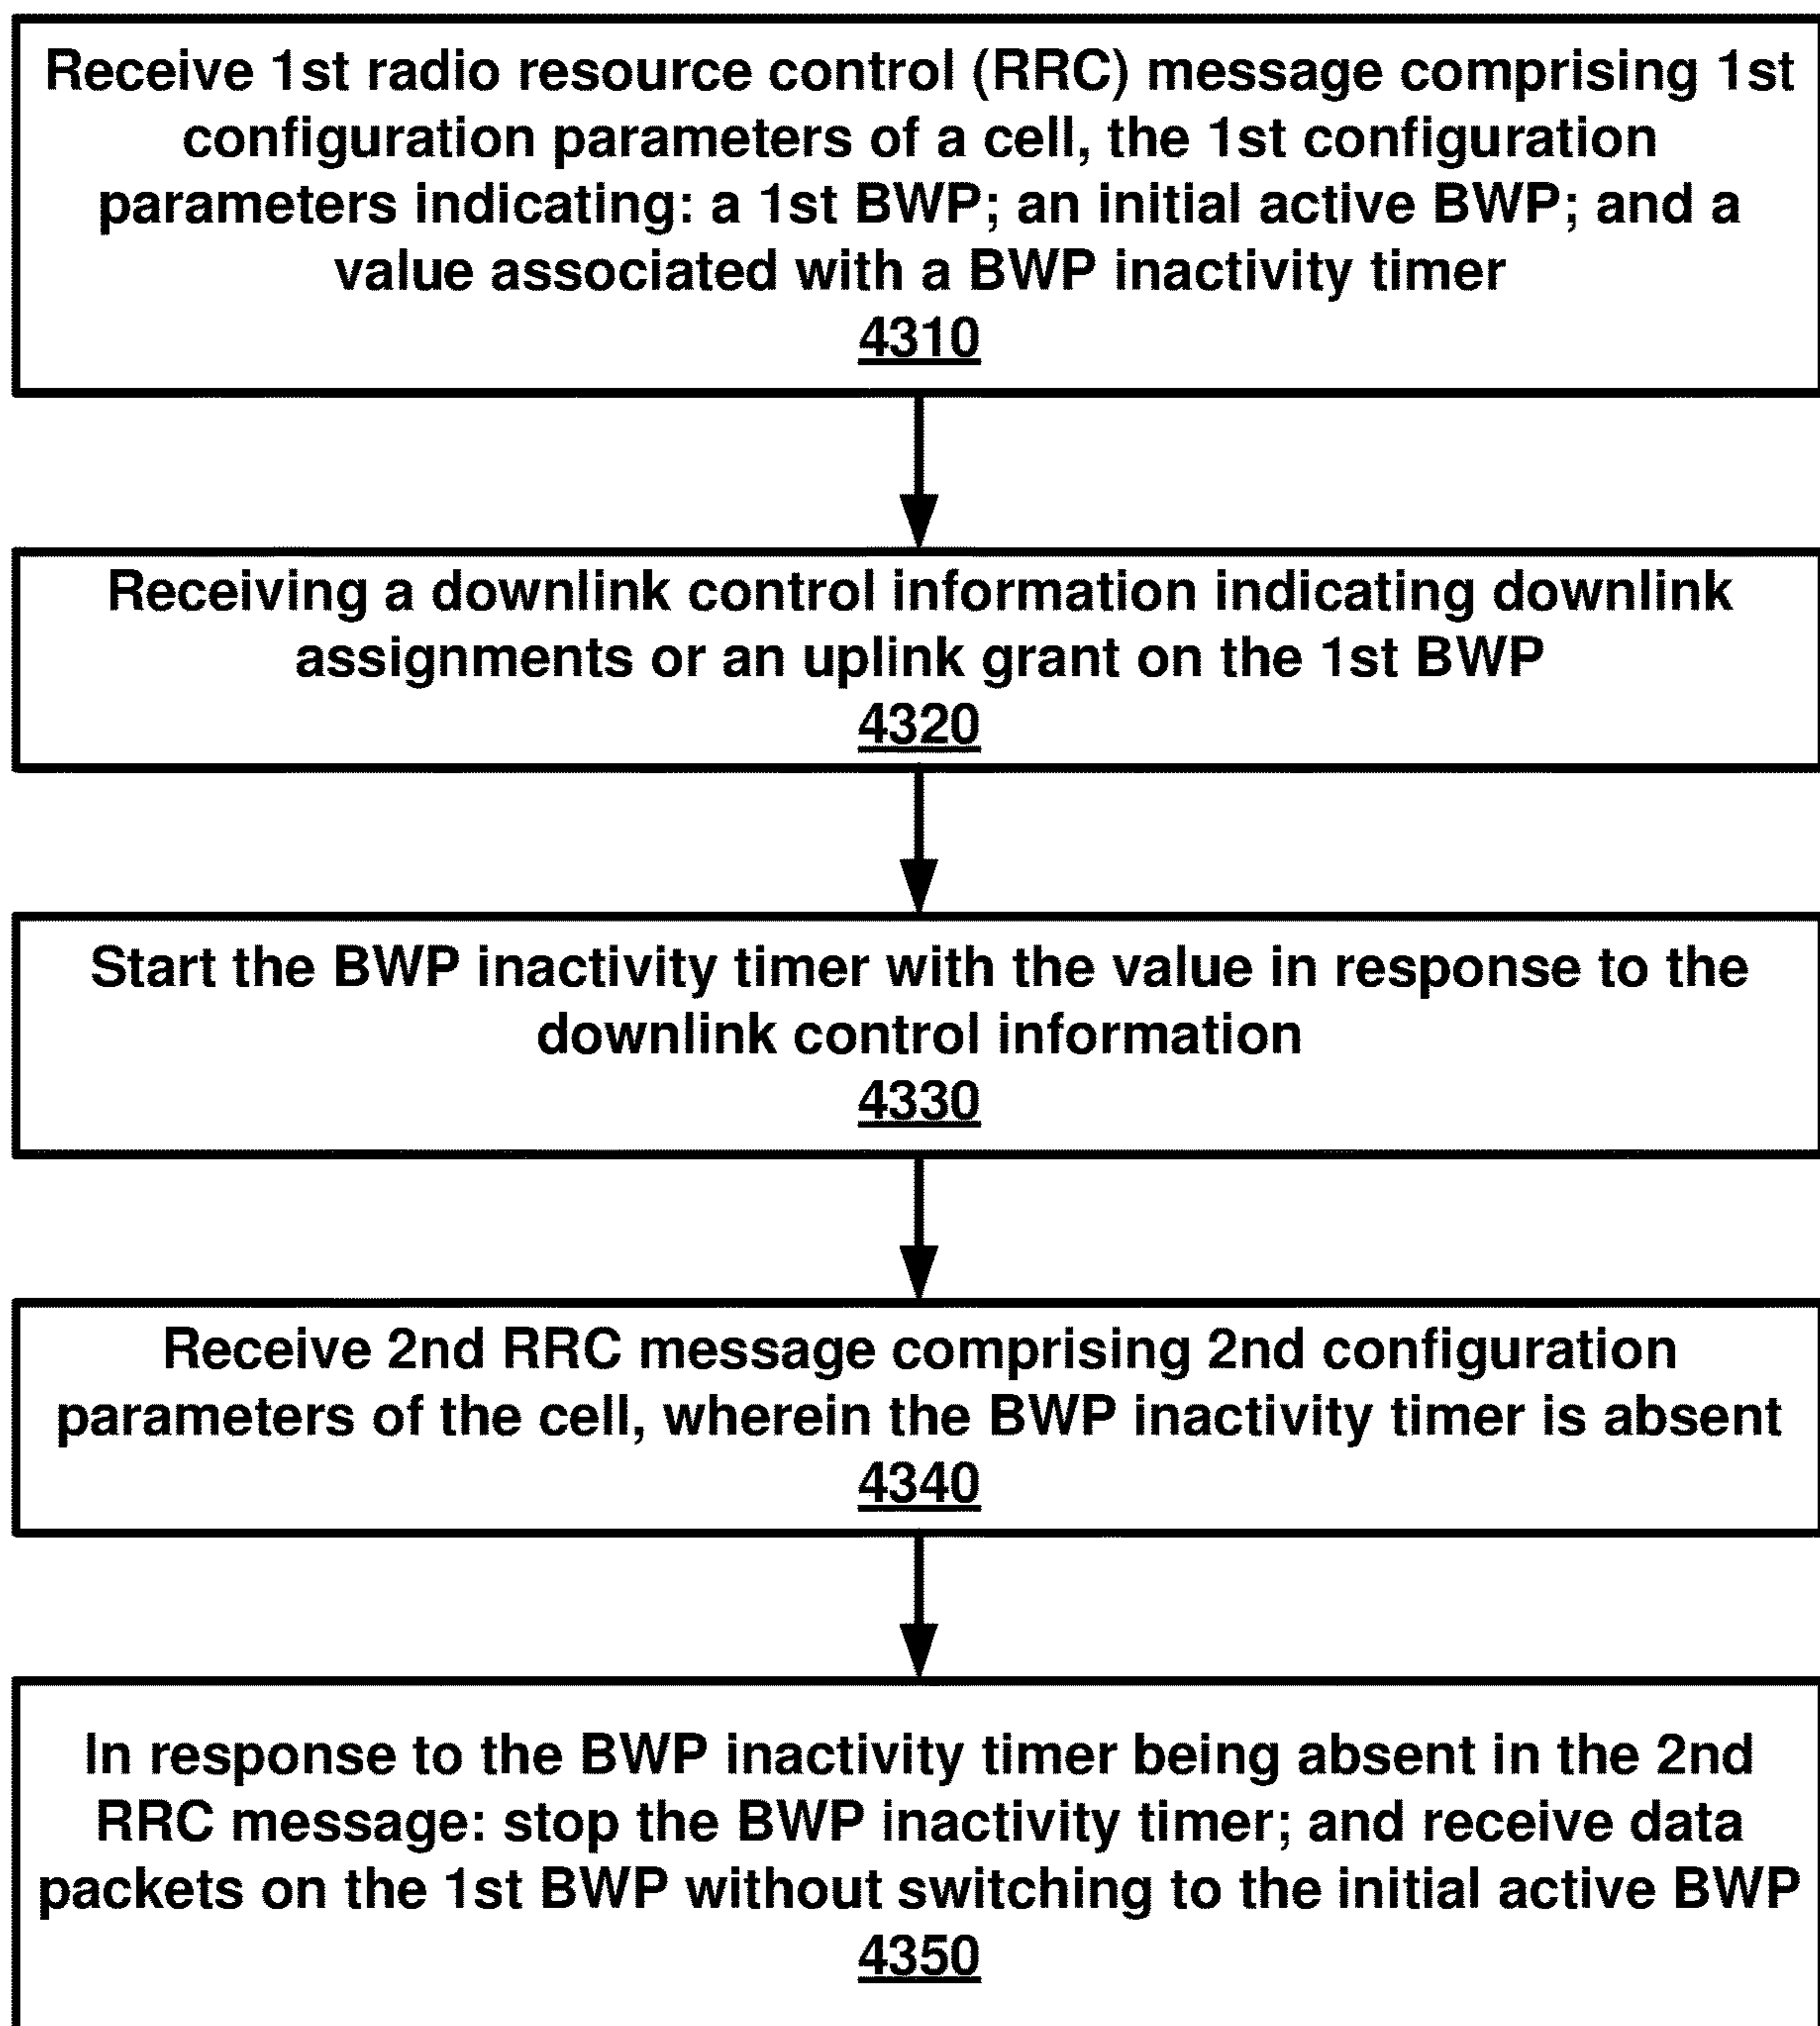 Receive 1st radio resource control (RRC) message comprising 1st
configuration parameters of a cell, the 1st configuration
parameters indicating: a 1st BWP; an initial active BWP; and a
value associated with a BWP inactivity timer
4310
Receiving a downlink control information indicating downlink
assignments or an uplink grant on the 1st BWP
4320
Start the BWP inactivity timer with the value in response to the
downlink control information
4330
Receive 2nd RRC message comprising 2nd configuration
parameters of the cell, wherein the BWP inactivity timer is absent
4340
In response to the BWP inactivity timer being absent in the 2nd
RRC message: stop the BWP inactivity timer; and receive data
packets on the 1st BWP without switching to the initial active BWP
4350